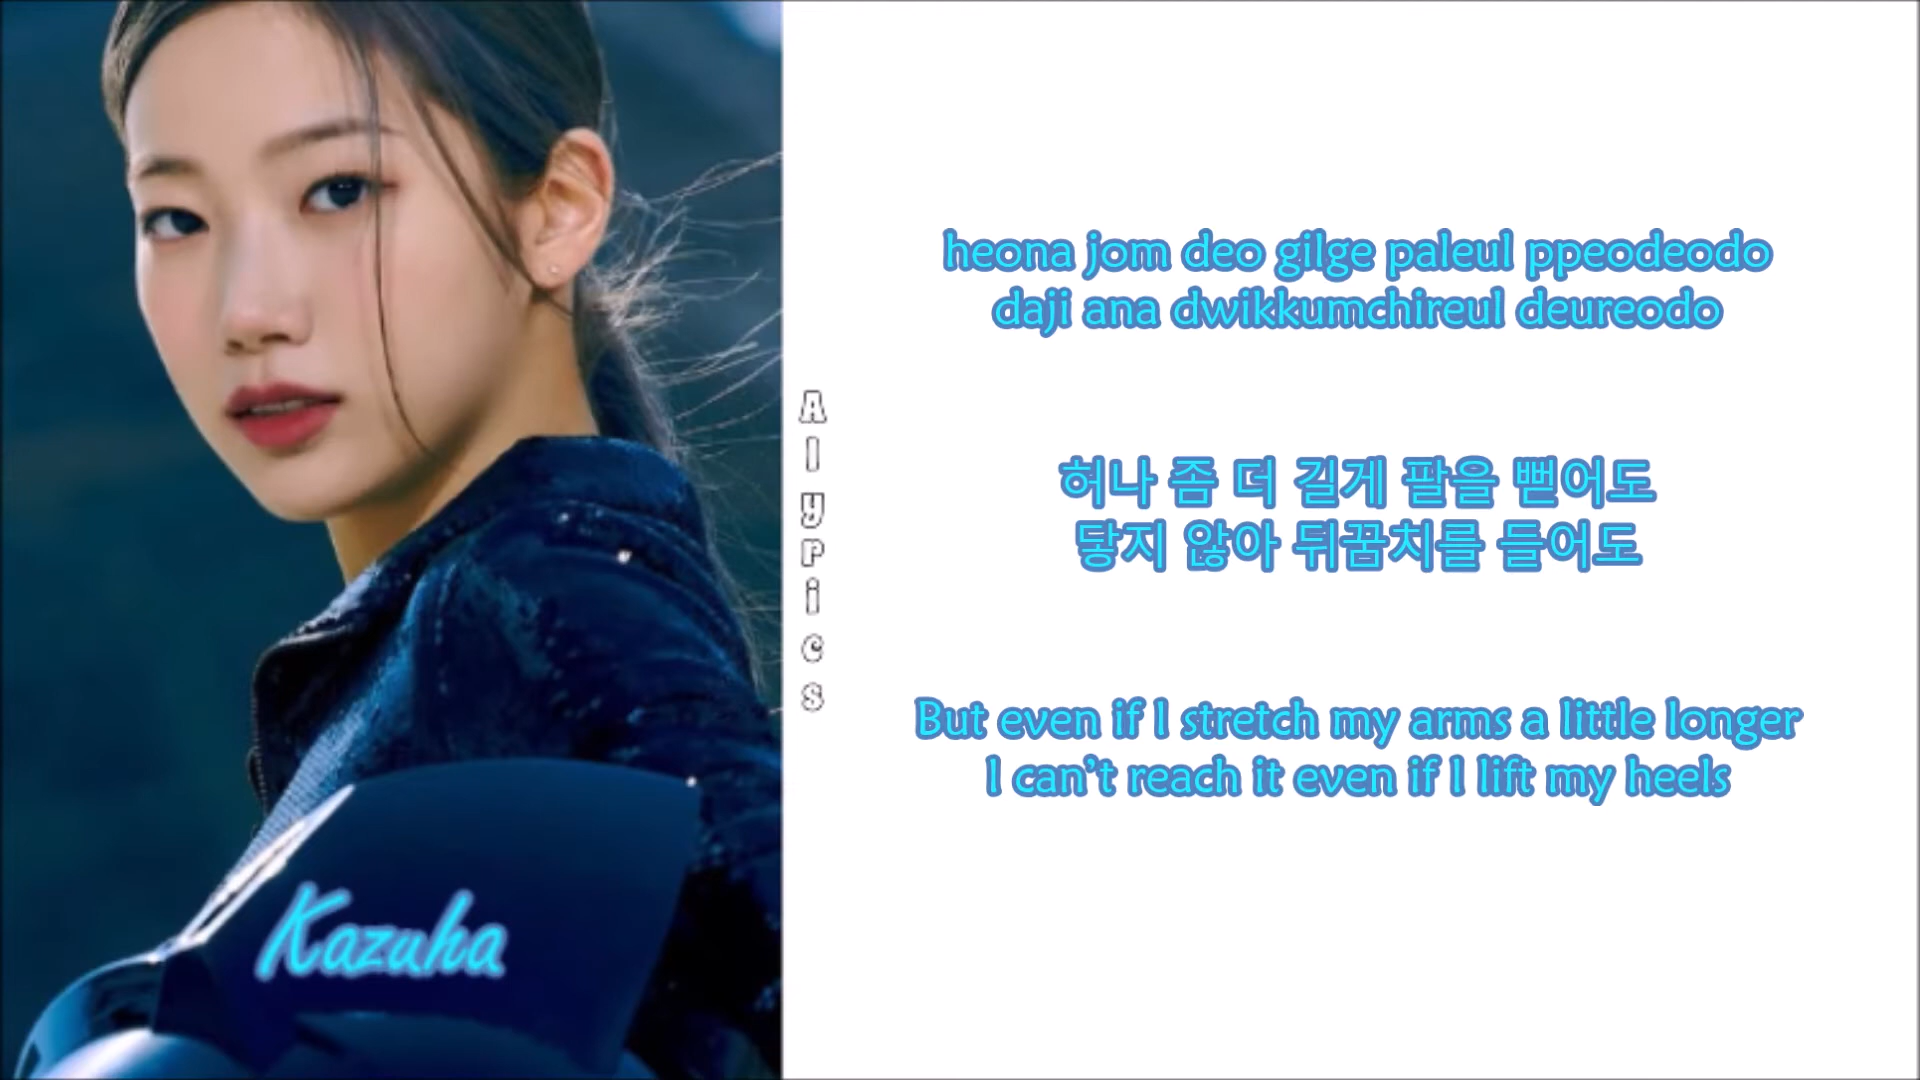 heona jom deo gilge paleul ppeodeodo
daji ana dwikkumchireul deureodo
허나 좀 더 길게 팔을 뻗어도
닿지 않아 뒤꿈치를 들어도
But even if I stretch my arms a little longer
I can't reach it even if I lift my heels
AlyPics
Kazuha